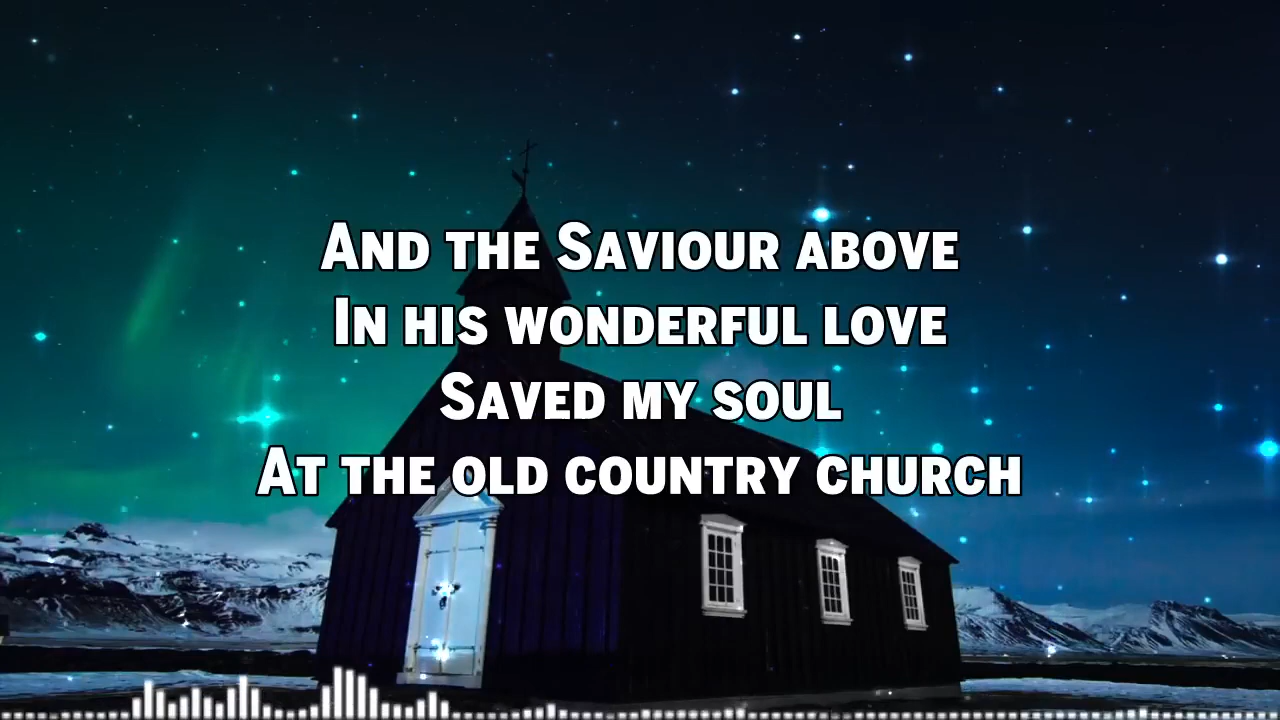 And the Saviour above
In his wonderful love
Saved my soul
At the old country church